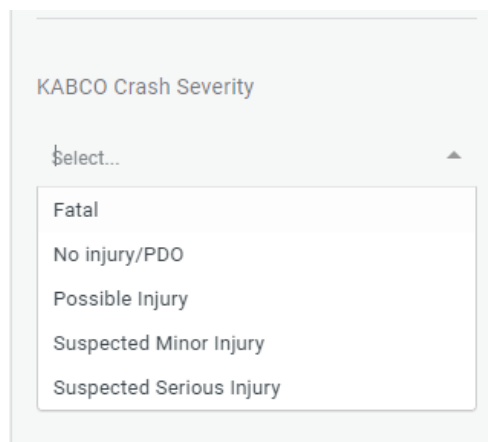 KABCO Crash Severity
Select...
Fatal
No injury/PDO
Possible Injury
Suspected Minor Injury
Suspected Serious Injury